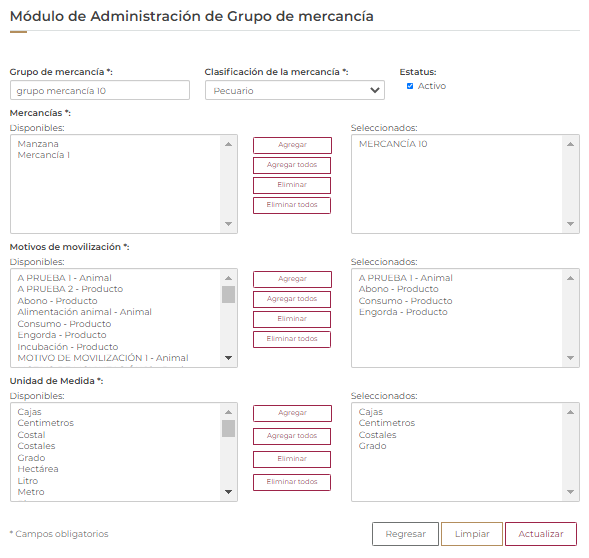 Módulo de Administración de Grupo de mercancía
Grupo de mercancía *:
Clasificación de la mercancía *:
Estatus:
grupo mercancía 10
Pecuario
Activo
Mercancías *:
Disponibles:
Seleccionados:
Manzana
Mercancía 1
Agregar
Agregar todos
Eliminar
Eliminar todos
MERCANCÍA 10
Motivos de movilización *:
Disponibles:
Seleccionados:
A PRUEBA 1 - Animal
A PRUEBA 2 - Producto
Abono - Producto
Alimentación animal - Animal
Consumo - Producto
Engorda - Producto
Incubación - Producto
MOTIVO DE MOVILIZACIÓN 1 - Animal
Agregar
Agregar todos
Eliminar
Eliminar todos
A PRUEBA 1 - Animal
Abono - Producto
Consumo - Producto
Engorda - Producto
Unidad de Medida *:
Disponibles:
Seleccionados:
Cajas
Centimetros
Costal
Costales
Grado
Hectárea
Litro
Metro
Agregar
Agregar todos
Eliminar
Eliminar todos
Cajas
Centimetros
Costales
Grado
* Campos obligatorios
Regresar
Limpiar
Actualizar